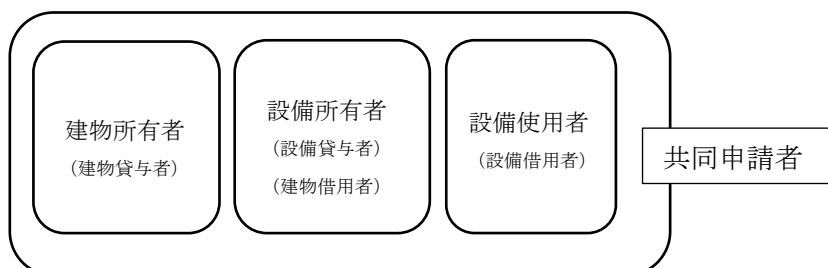 建物所有者
（建物貸与者）
設備所有者
（設備貸与者）
（建物借用者）
設備使用者
（設備借用者）
共同申請者